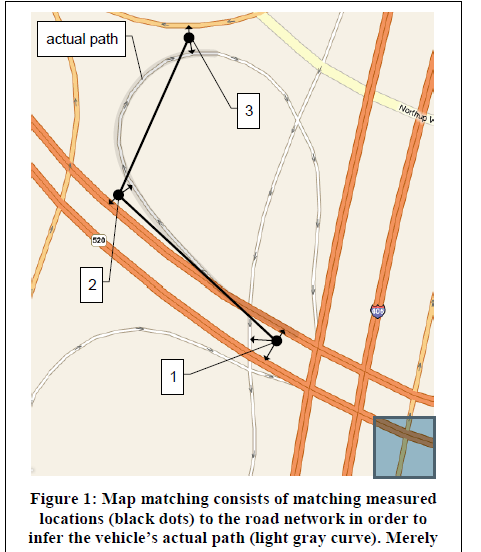 actual path
3
Northup
520
2
405
1
Figure 1: Map matching consists of matching measured
locations (black dots) to the road network in order to
infer the vehicle’s actual path (light gray curve). Merely